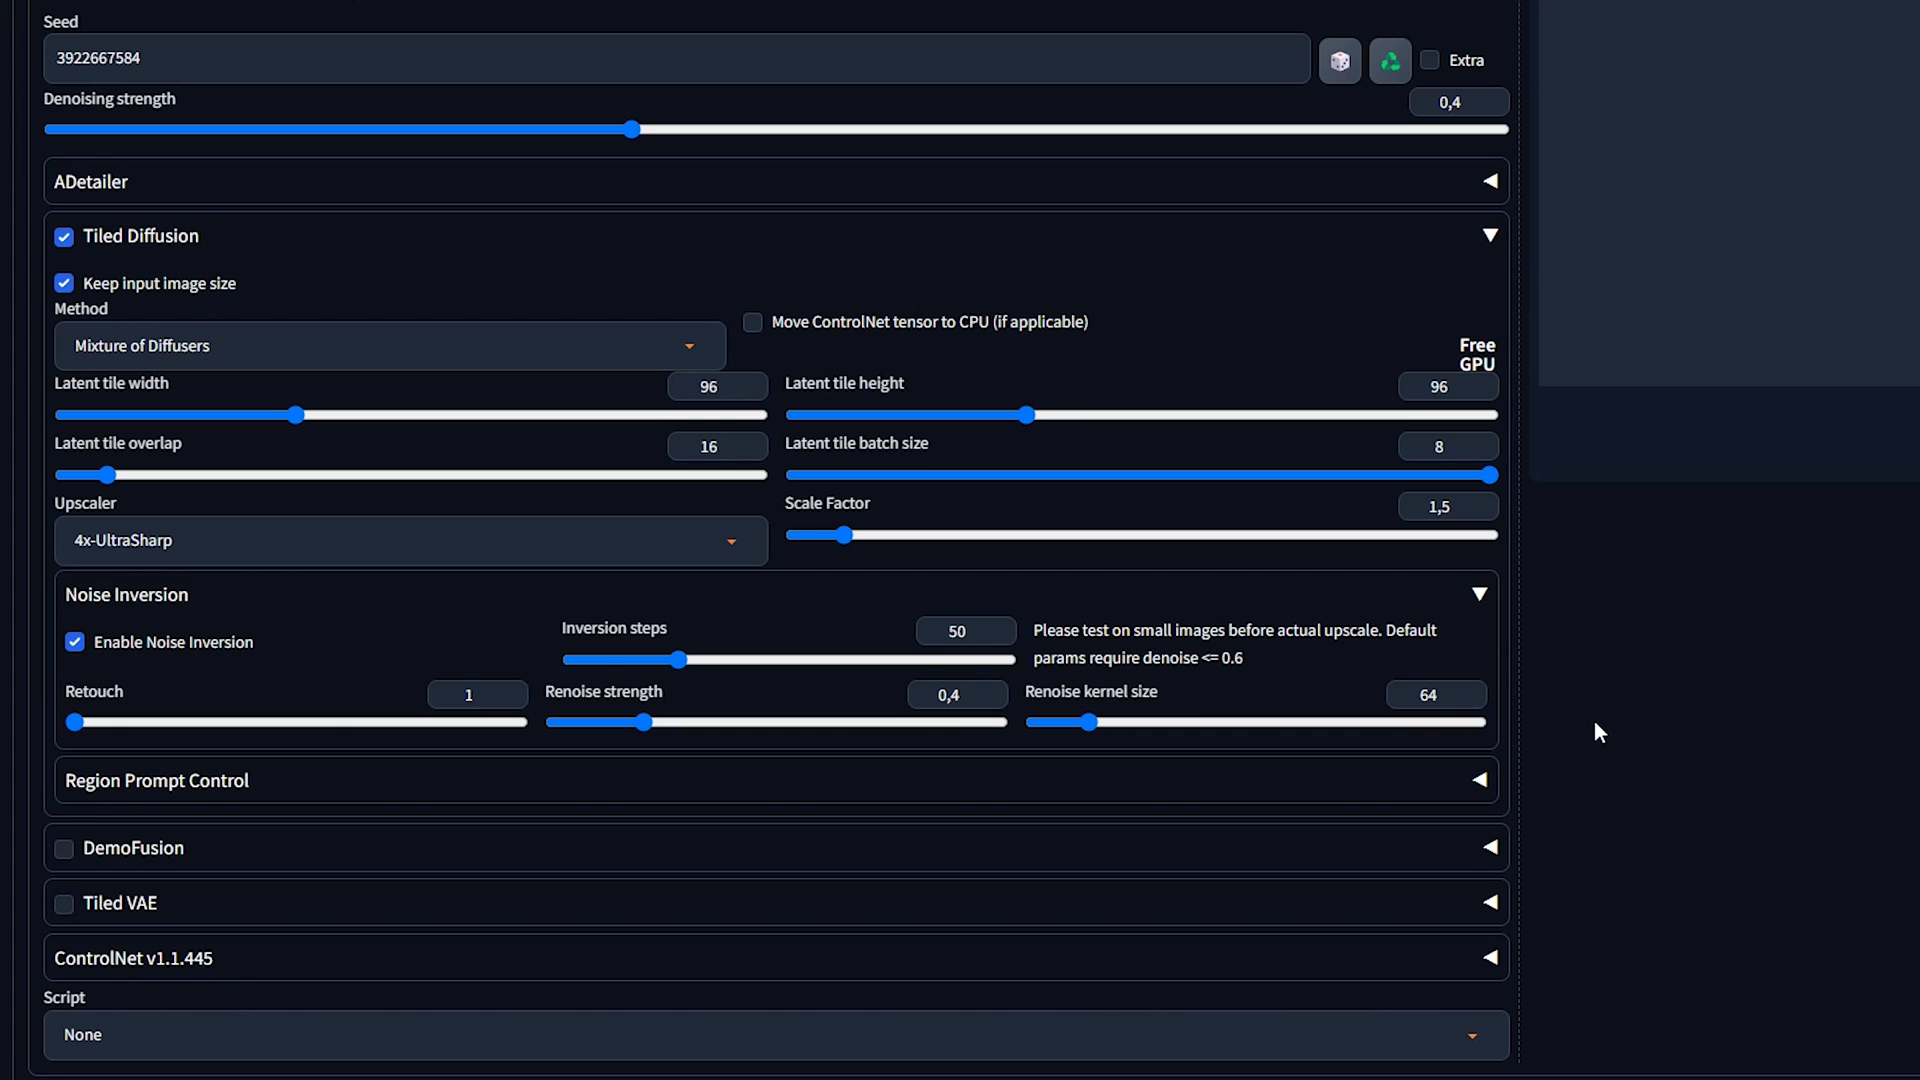 Seed
3922667584
Extra
Denoising strength
0,4
ADetailer
Tiled Diffusion
Keep input image size
Method
Mixture of Diffusers
Move ControlNet tensor to CPU (if applicable)
Free
GPU
Latent tile width
96
Latent tile height
96
Latent tile overlap
16
Latent tile batch size
8
Upscaler
4x-UltraSharp
Scale Factor
1,5
Noise Inversion
Enable Noise Inversion
Inversion steps
50
Please test on small images before actual upscale. Default
params require denoise <= 0.6
Retouch
1
Renoise strength
0,4
Renoise kernel size
64
Region Prompt Control
DemoFusion
Tiled VAE
ControlNet v1.1.445
Script
None